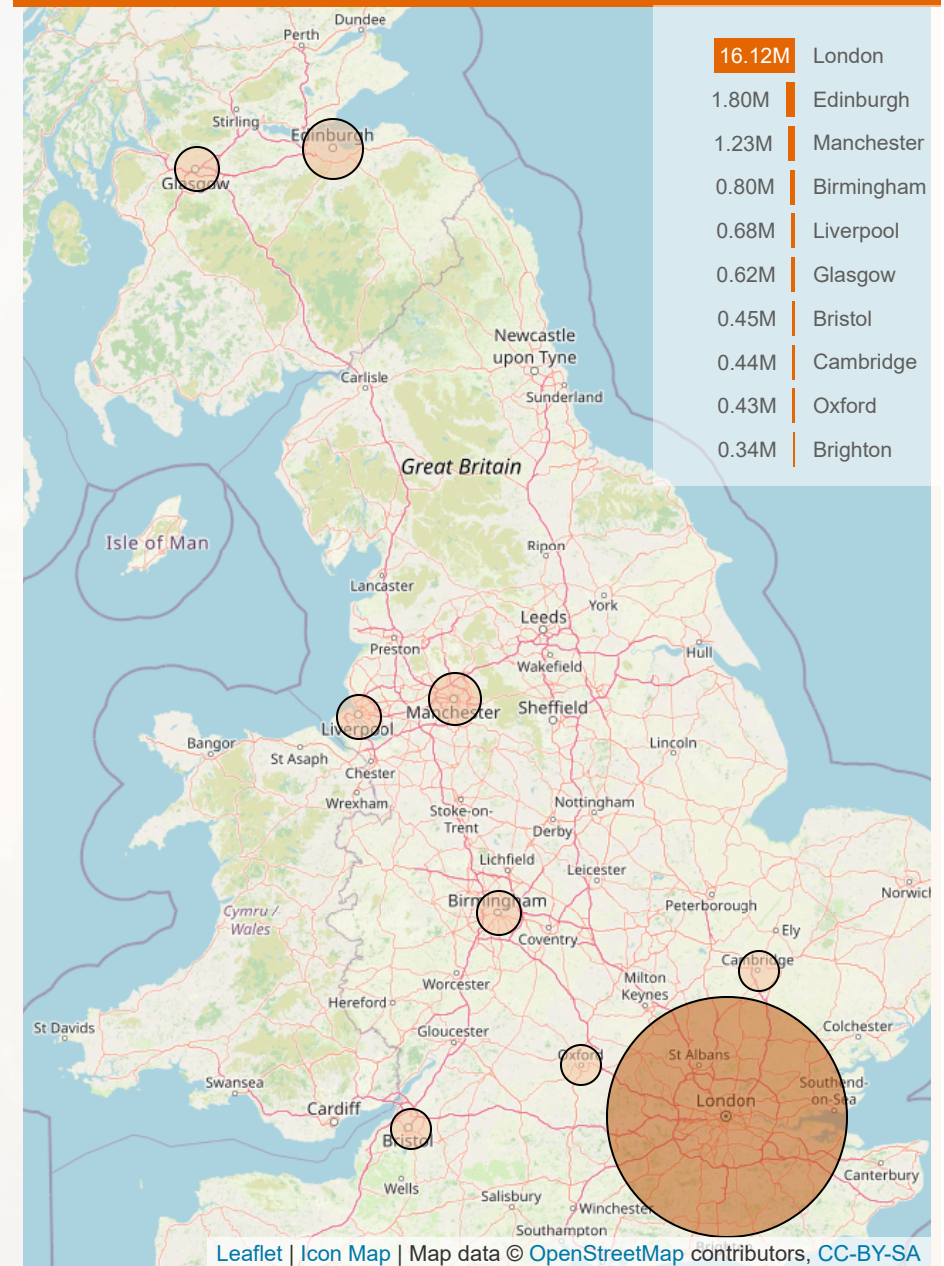 Dundee
Perth
Stirling
Edinburgh
Glasgow
16.12M London
1.80M Edinburgh
1.23M Manchester
0.80M Birmingham
0.68M Liverpool
0.62M Glasgow
0.45M Bristol
0.44M Cambridge
0.43M Oxford
0.34M Brighton
Newcastle
upon Tyne
Carlisle
Sunderland
Great Britain
Isle of Man
Ripon
Lancaster
York
Leeds
Preston
Hull
Wakefield
Manchester
Sheffield
Liverpool
Bangor
St Asaph
Lincoln
Chester
Wrexham
Nottingham
Stoke-on-
Trent
Derby
Lichfield
Leicester
Norwich
Birmingham
Peterborough
Cymru /
Wales
Ely
Coventry
Cambridge
Worcester
Milton
Keynes
Hereford
St Davids
Gloucester
Colchester
Oxford
St Albans
Swansea
Southend-
on-Sea
London
Cardiff
Bristol
Canterbury
Wells
Salisbury
Winchester
Southampton
Brighton
Leaflet | Icon Map | Map data © OpenStreetMap contributors, CC-BY-SA